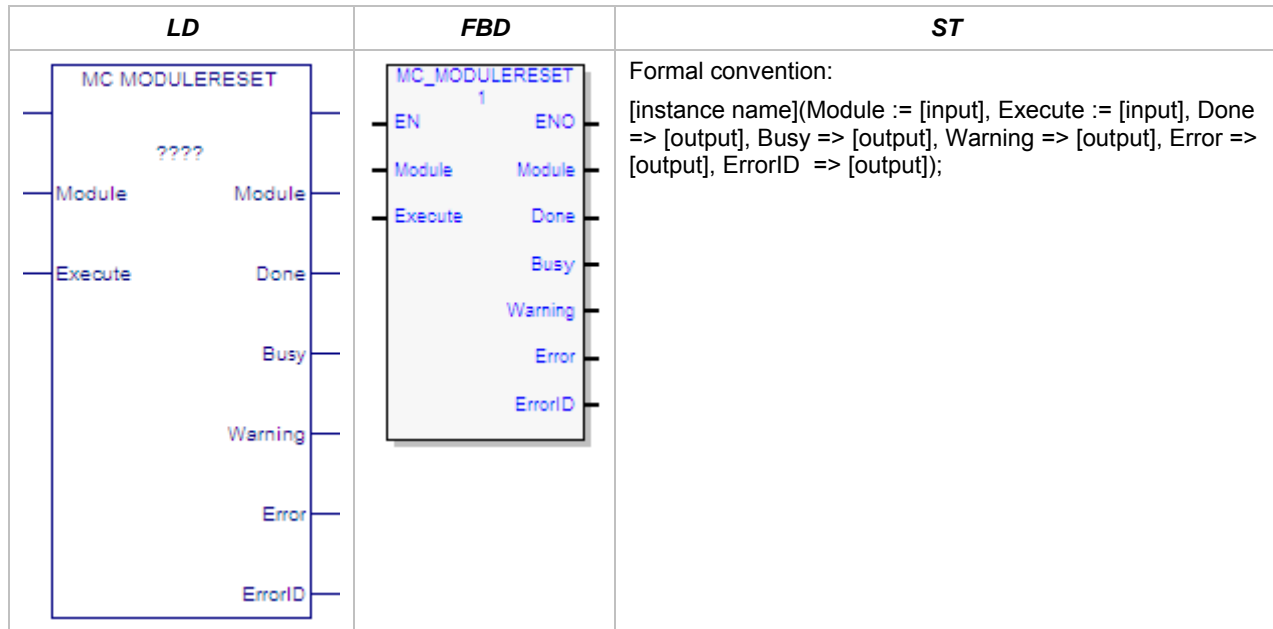 LD
FBD
ST
MC MODULERESET
????
Module Module
Execute Done
Busy
Warning
Error
ErrorID
MC_MODULERESET
1
EN ENO
Module Module
Execute Done
Busy
Warning
Error
ErrorID
Formal convention:
[instance name](Module := [input], Execute := [input], Done
=> [output], Busy => [output], Warning => [output], Error =>
[output], ErrorID => [output]);